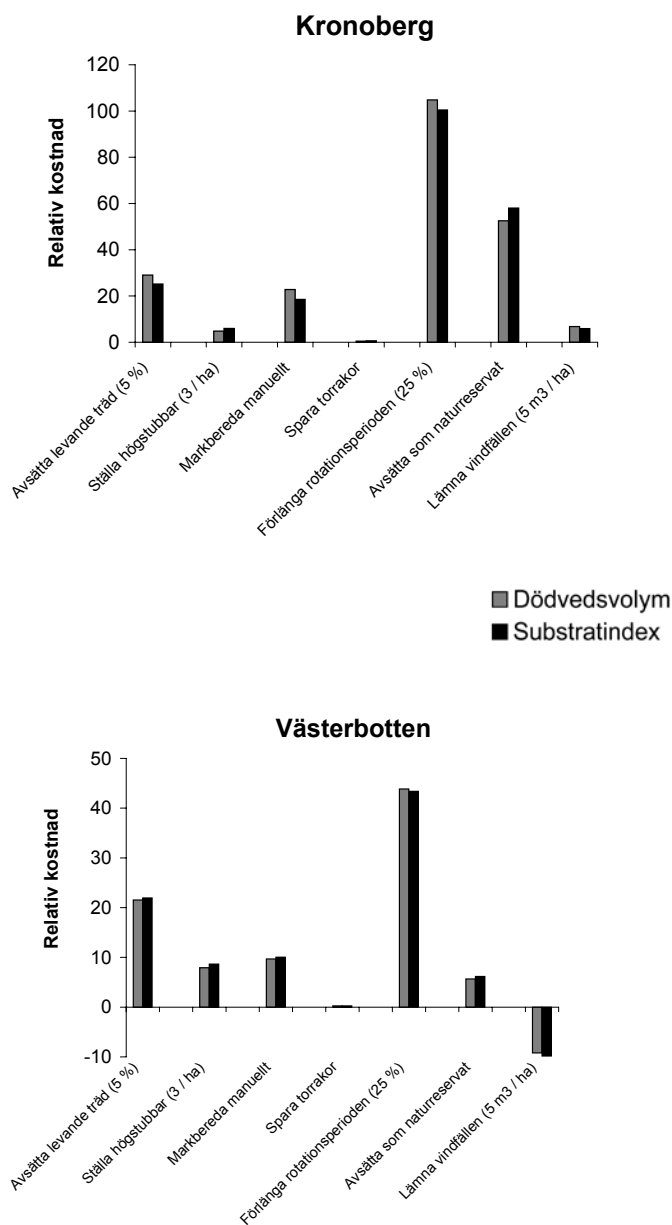 Kronoberg
Relativ kostnad
120
100
80
60
40
20
0
Avsätta levande träd (5 %)
Ställa högstubbar (3 / ha)
Markbereda manuellt
Spara torrakor
Förlänga rotationsperioden (25 %)
Avsätta som naturreservat
Lämna vindfällen (5 m3 / ha)
Dödvedsvolym
Substratindex
Västerbotten
Relativ kostnad
50
40
30
20
10
0
-10
Avsätta levande träd (5 %)
Ställa högstubbar (3 / ha)
Markbereda manuellt
Spara torrakor
Förlänga rotationsperioden (25 %)
Avsätta som naturreservat
Lämna vindfällen (5 m3 / ha)